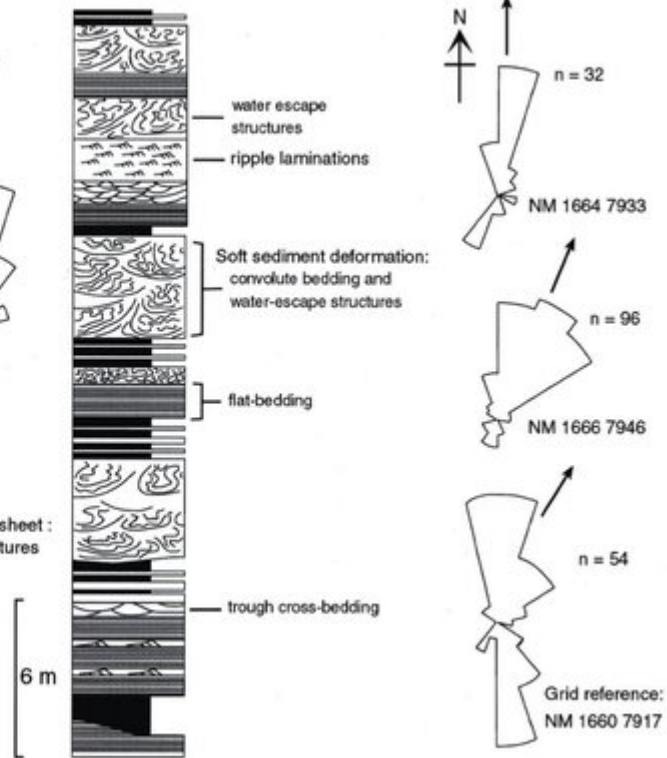 N
n = 32
water escape
structures
ripple laminations
NM 1664 7933
Soft sediment deformation:
convolute bedding and
water-escape structures
n = 96
flat-bedding
NM 1666 7946
sheet :
tures
n = 54
trough cross-bedding
6 m
Grid reference:
NM 1660 7917